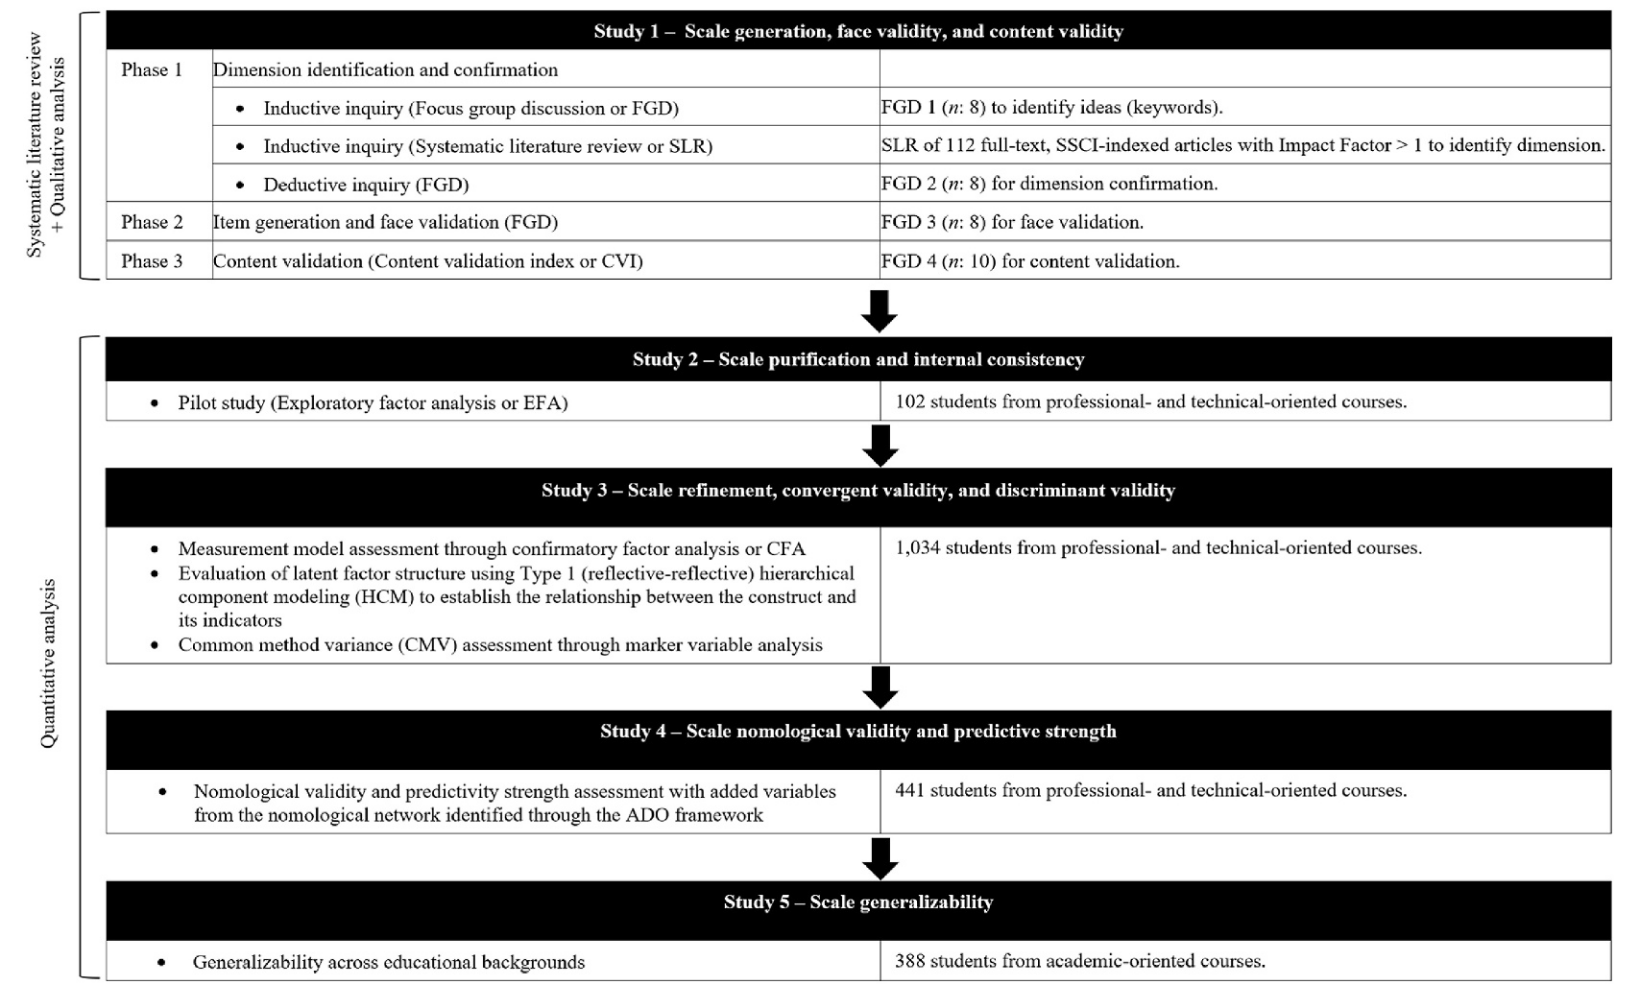 Systematic literature review
+ Qualitative analysis
Study 1 – Scale generation, face validity, and content validity
Phase 1
Dimension identification and confirmation
• Inductive inquiry (Focus group discussion or FGD)
FGD 1 (n: 8) to identify ideas (keywords).
• Inductive inquiry (Systematic literature review or SLR)
SLR of 112 full-text, SSCI-indexed articles with Impact Factor > 1 to identify dimension.
• Deductive inquiry (FGD)
FGD 2 (n: 8) for dimension confirmation.
Phase 2
Item generation and face validation (FGD)
FGD 3 (n: 8) for face validation.
Phase 3
Content validation (Content validation index or CVI)
FGD 4 (n: 10) for content validation.
Quantitative analysis
Study 2 – Scale purification and internal consistency
• Pilot study (Exploratory factor analysis or EFA)
102 students from professional- and technical-oriented courses.
Study 3 – Scale refinement, convergent validity, and discriminant validity
• Measurement model assessment through confirmatory factor analysis or CFA
• Evaluation of latent factor structure using Type 1 (reflective-reflective) hierarchical
component modeling (HCM) to establish the relationship between the construct and
its indicators
• Common method variance (CMV) assessment through marker variable analysis
1,034 students from professional- and technical-oriented courses.
Study 4 – Scale nomological validity and predictive strength
• Nomological validity and predictivity strength assessment with added variables
from the nomological network identified through the ADO framework
441 students from professional- and technical-oriented courses.
Study 5 – Scale generalizability
• Generalizability across educational backgrounds
388 students from academic-oriented courses.